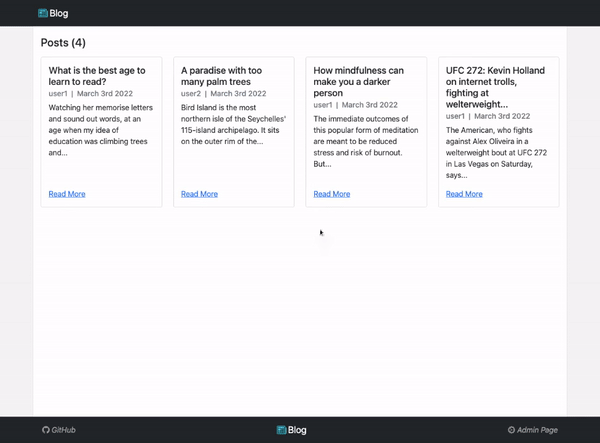 Blog
Posts (4)
What is the best age to
learn to read?
user1 | March 3rd 2022
Watching her memorise letters
and sound out words, at an
age when my idea of
education was climbing trees
and...
Read More
A paradise with too
many palm trees
user2 | March 3rd 2022
Bird Island is the most
northern isle of the Seychelles'
115-island archipelago. It sits
on the outer rim of the...
Read More
How mindfulness can
make you a darker
person
user1 | March 3rd 2022
The immediate outcomes of
this popular form of meditation
are meant to be reduced
stress and risk of burnout.
But...
Read More
UFC 272: Kevin Holland
on internet trolls,
fighting at
welterweight...
user1 | March 3rd 2022
The American, who fights
against Alex Oliveira in a
welterweight bout at UFC 272
in Las Vegas on Saturday,
says...
Read More
GitHub
Blog
Admin Page